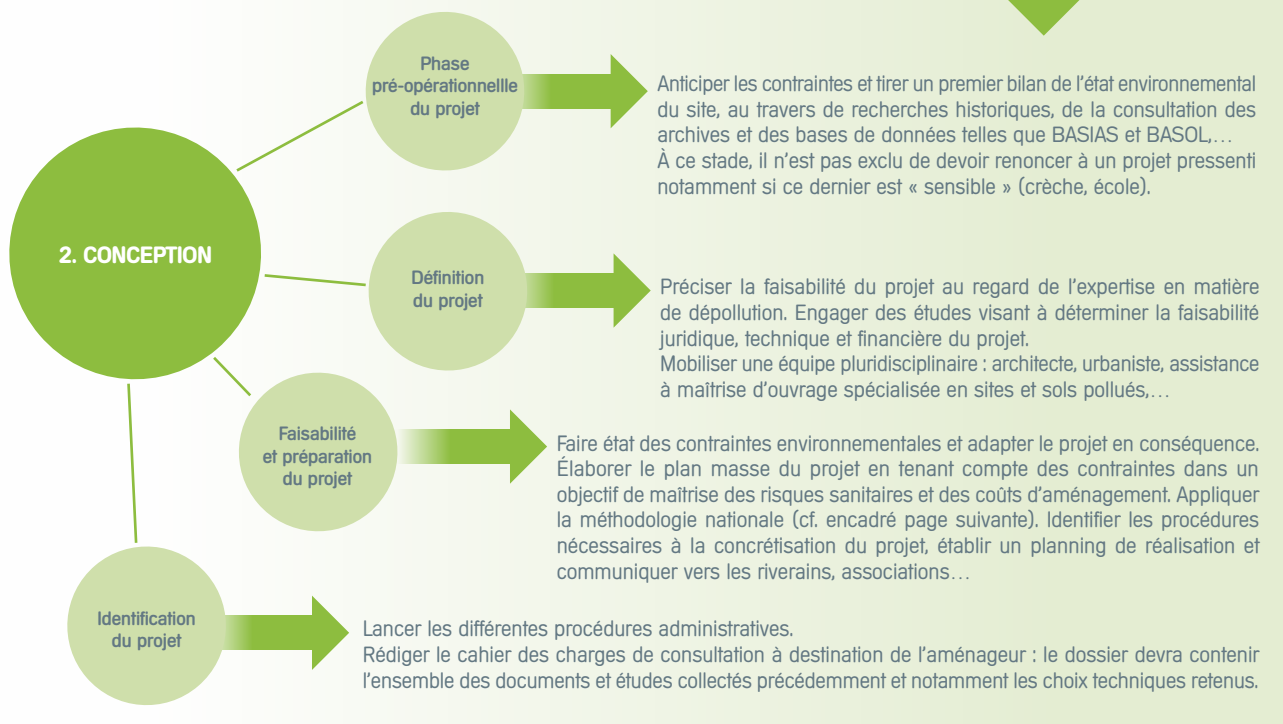 2. CONCEPTION
Phase
pré-opérationnellle
du projet
Anticiper les contraintes et tirer un premier bilan de l'état environnemental
du site, au travers de recherches historiques, de la consultation des
archives et des bases de données telles que BASIAS et BASOL,…
À ce stade, il n'est pas exclu de devoir renoncer à un projet pressenti
notamment si ce dernier est « sensible » (crèche, école).
Définition
du projet
Préciser la faisabilité du projet au regard de l'expertise en matière
de dépollution. Engager des études visant à déterminer la faisabilité
juridique, technique et financière du projet.
Mobiliser une équipe pluridisciplinaire : architecte, urbaniste, assistance
à maîtrise d'ouvrage spécialisée en sites et sols pollués,…
Faisabilité
et préparation
du projet
Faire état des contraintes environnementales et adapter le projet en conséquence.
Élaborer le plan masse du projet en tenant compte des contraintes dans un
objectif de maîtrise des risques sanitaires et des coûts d'aménagement. Appliquer
la méthodologie nationale (cf. encadré page suivante). Identifier les procédures
nécessaires à la concrétisation du projet, établir un planning de réalisation et
communiquer vers les riverains, associations…
Identification
du projet
Lancer les différentes procédures administratives.
Rédiger le cahier des charges de consultation à destination de l'aménageur : le dossier devra contenir
l'ensemble des documents et études collectés précédemment et notamment les choix techniques retenus.